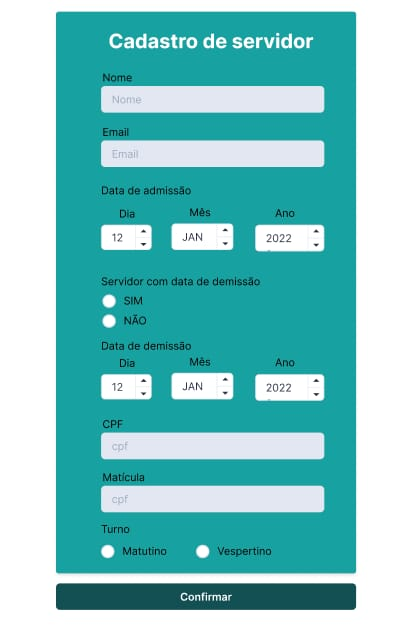 Cadastro de servidor
Nome
Nome
Email
Email
Data de admissão
Dia Mês Ano
12 JAN 2022
Servidor com data de demissão
SIM
NÃO
Data de demissão
Dia Mês Ano
12 JAN 2022
CPF
cpf
Matícula
cpf
Turno
Matutino Vespertino
Confirmar